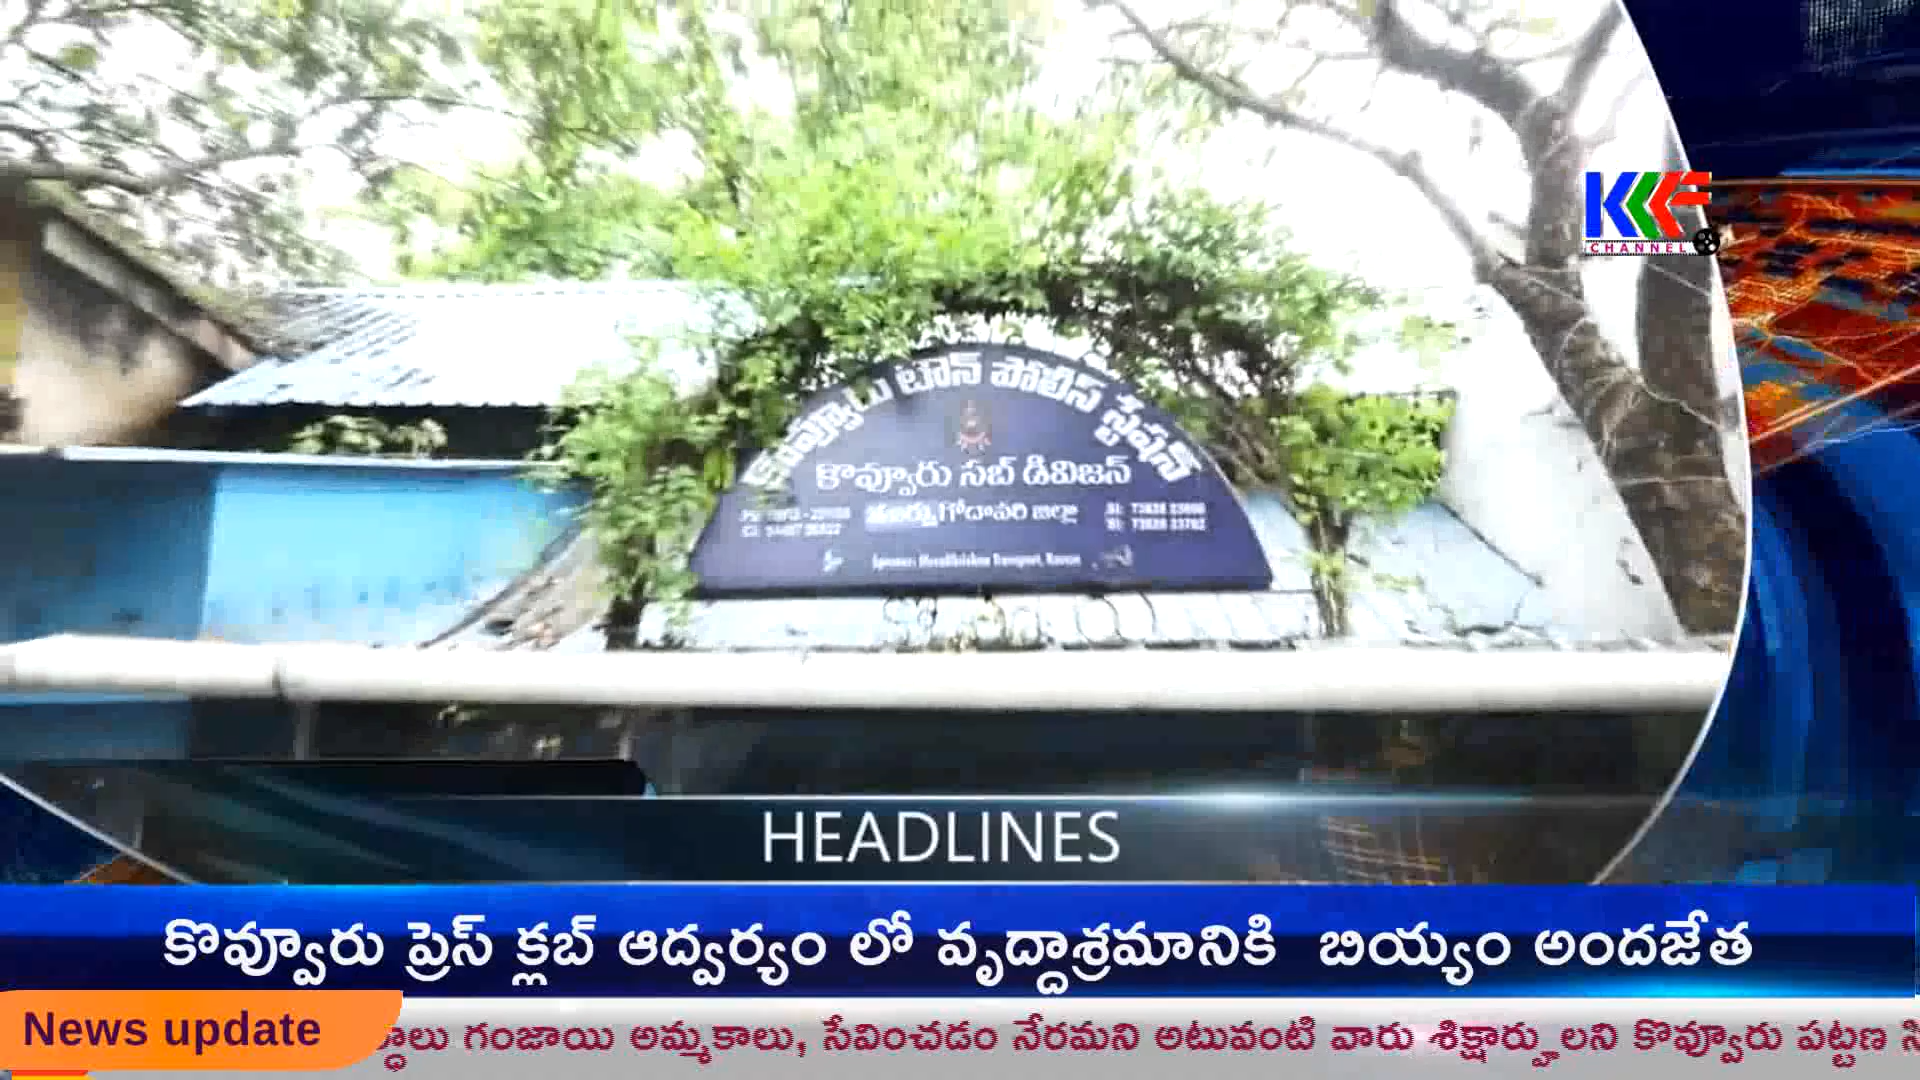 KCF
CHANNEL
కొవ్వూరు టౌన్ పోలీస్ స్టేషన్
కొవ్వూరు సబ్ డివిజన్
గోదావరి జిల్లా
HEADLINES
కొవ్వూరు ప్రెస్ క్లబ్ ఆద్వర్యం లో వృద్దాశ్రమానికి బియ్యం అందజేత
News update
గంజాయి అమ్మకాలు, సేవించడం నేరమని అటువంటి వారు శిక్షార్హులని కొవ్వూరు పట్టణ